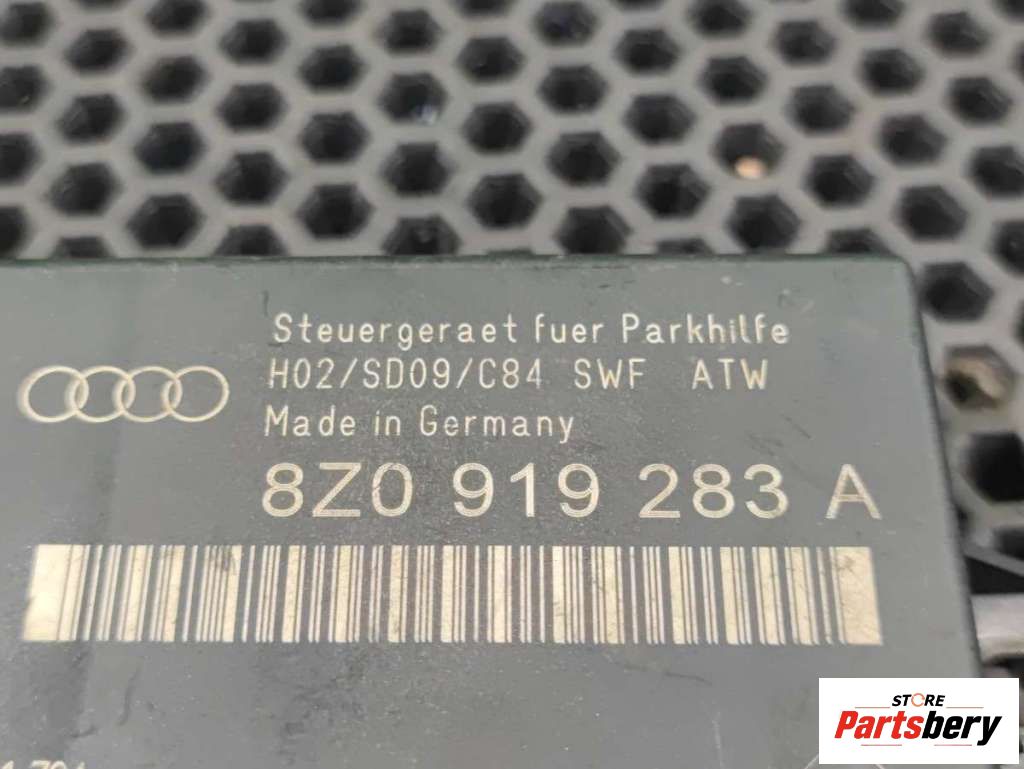 Steuergeraet fuer Parkhilfe
H02/SD09/C84 SWF ATW
Made in Germany
8Z0 919 283 A
STORE
Partsbery